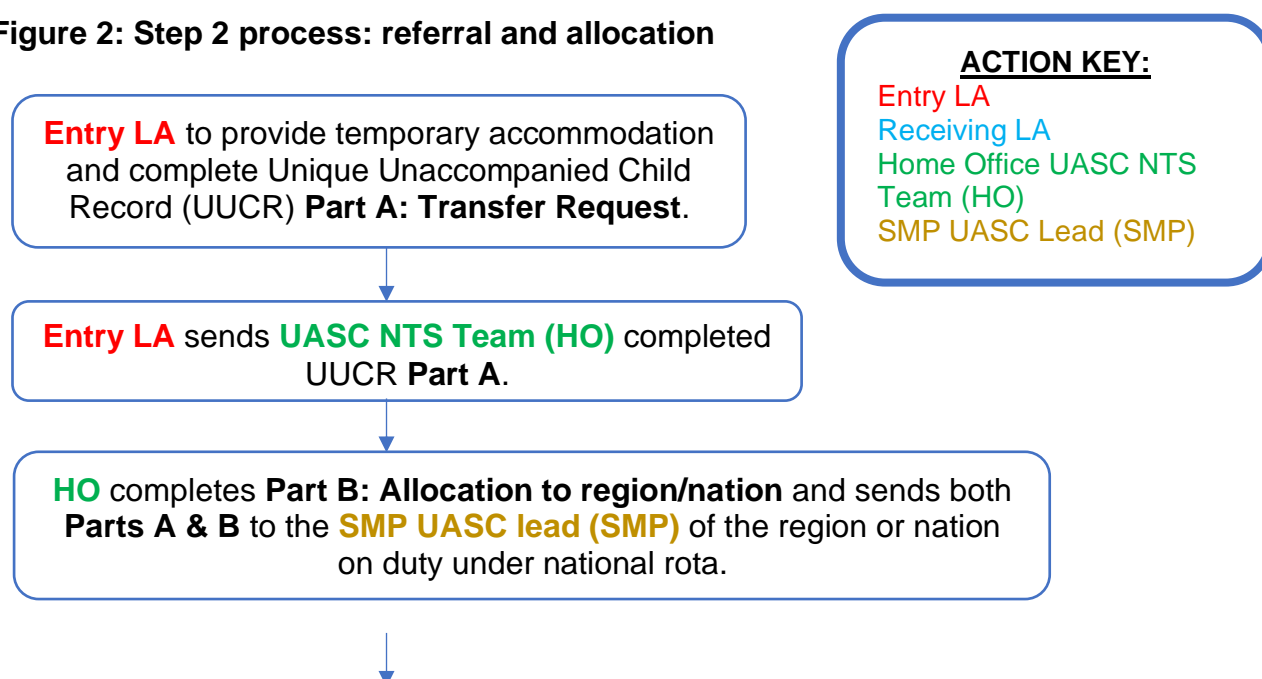 Figure 2: Step 2 process: referral and allocation
ACTION KEY:
Entry LA
Receiving LA
Home Office UASC NTS
Team (HO)
SMP UASC Lead (SMP)
Entry LA to provide temporary accommodation
and complete Unique Unaccompanied Child
Record (UUCR) Part A: Transfer Request.
Entry LA sends UASC NTS Team (HO) completed
UUCR Part A.
HO completes Part B: Allocation to region/nation and sends both
Parts A & B to the SMP UASC lead (SMP) of the region or nation
on duty under national rota.